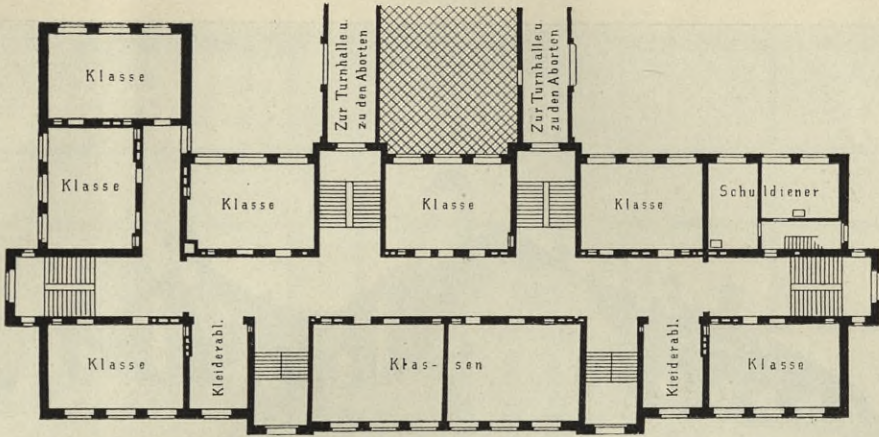 Zur Turnhalle u.
zu den Aborten
Zur Turnhalle u.
zu den Aborten
Klasse
Klasse
Klasse
Klasse
Klasse
Schuldiener
Klasse
Kleiderabl.
Klas- sen
Kleiderabl.
Klasse